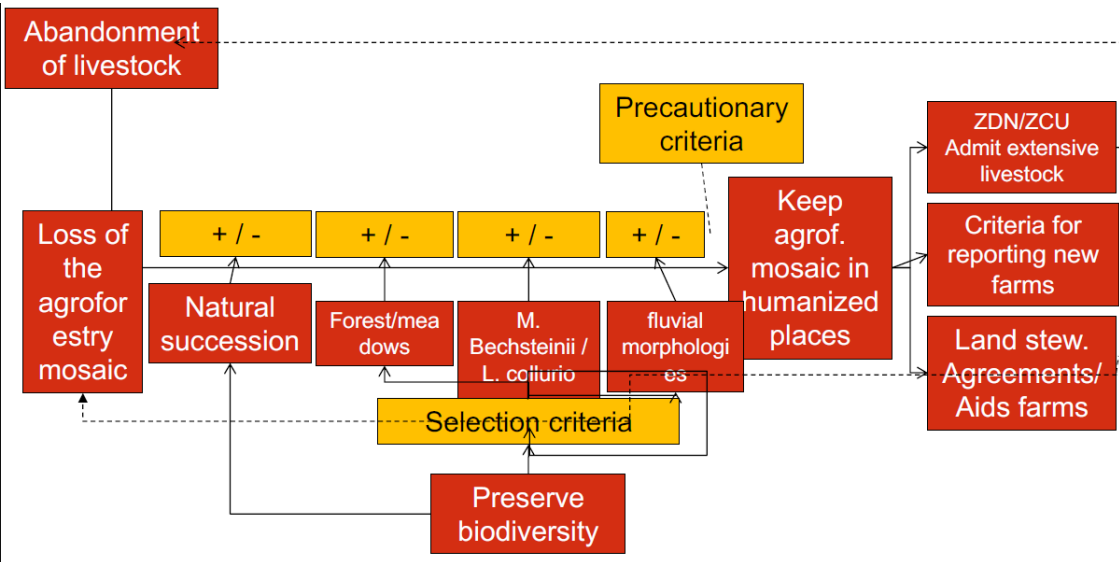 Abandonment
of livestock
Precautionary
criteria
ZDN/ZCU
Admit extensive
livestock
Keep
agrof.
mosaic in
humanized
places
Loss of
the
agrofor
estry
mosaic
+ / -
+ / -
+ / -
+ / -
Criteria for
reporting new
farms
Natural
succession
Forest/mea
dows
M.
Bechsteinii /
L. collurio
fluvial
morphologi
es
Land stew.
Agreements/
Aids farms
Selection criteria
Preserve
biodiversity